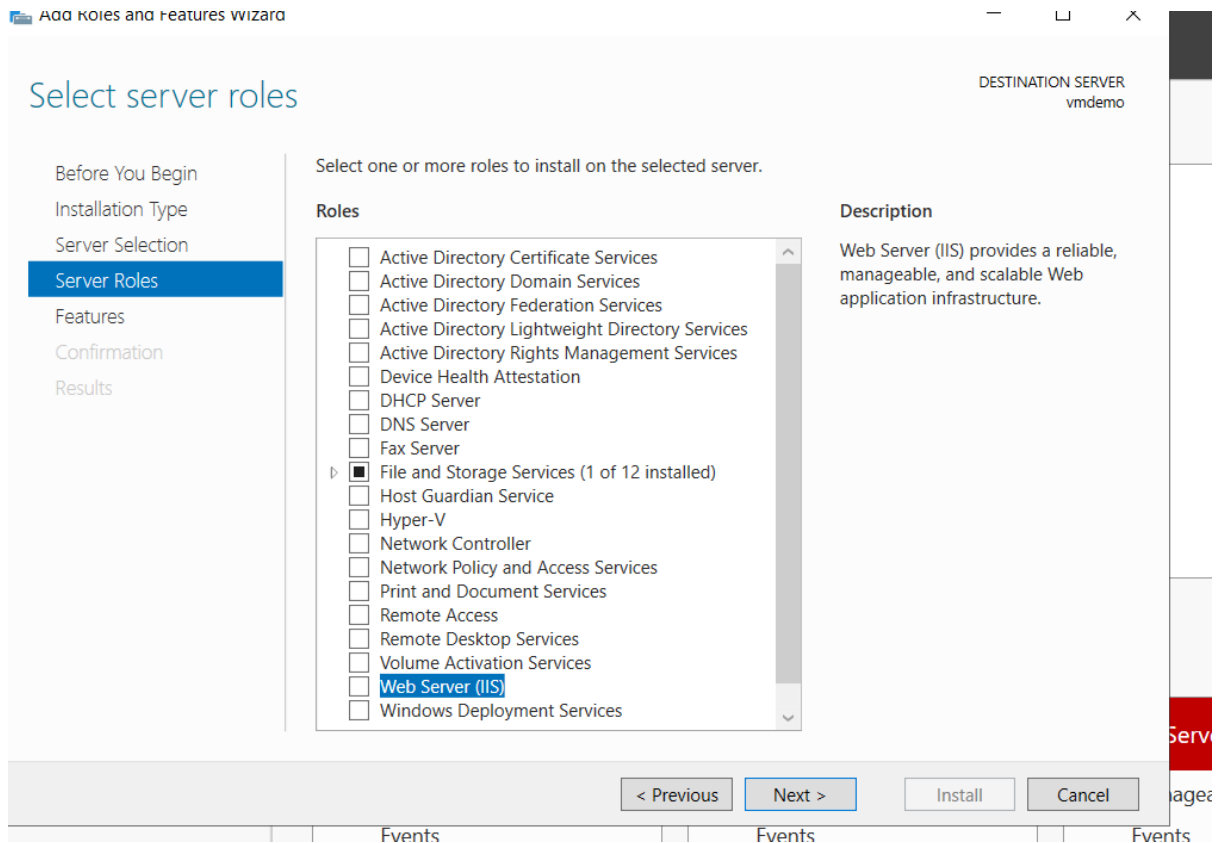 Add Roles and Features Wizard
Select server roles
DESTINATION SERVER
vmdemo
Before You Begin
Installation Type
Server Selection
Server Roles
Features
Confirmation
Results
Select one or more roles to install on the selected server.
Roles
Active Directory Certificate Services
Active Directory Domain Services
Active Directory Federation Services
Active Directory Lightweight Directory Services
Active Directory Rights Management Services
Device Health Attestation
DHCP Server
DNS Server
Fax Server
File and Storage Services (1 of 12 installed)
Host Guardian Service
Hyper-V
Network Controller
Network Policy and Access Services
Print and Document Services
Remote Access
Remote Desktop Services
Volume Activation Services
Web Server (IIS)
Windows Deployment Services
Description
Web Server (IIS) provides a reliable,
manageable, and scalable Web
application infrastructure.
< Previous
Next >
Install
Cancel
Events
Events
Events